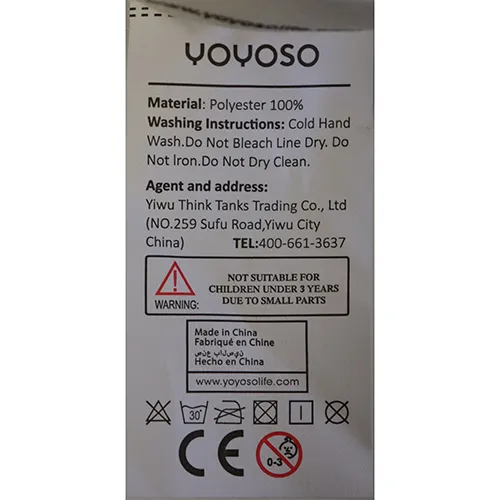 YOYOSO
Material: Polyester 100%
Washing Instructions: Cold Hand
Wash.Do Not Bleach Line Dry. Do
Not lron.Do Not Dry Clean.
Agent and address:
Yiwu Think Tanks Trading Co., Ltd
(NO.259 Sufu Road,Yiwu City
China) TEL:400-661-3637
WARNING:
NOT SUITABLE FOR
CHILDREN UNDER 3 YEARS
DUE TO SMALL PARTS
Made in China
Fabriqué en Chine
صنع بالصين
Hecho en China
www.yoyosolife.com
30°
CE
0-3